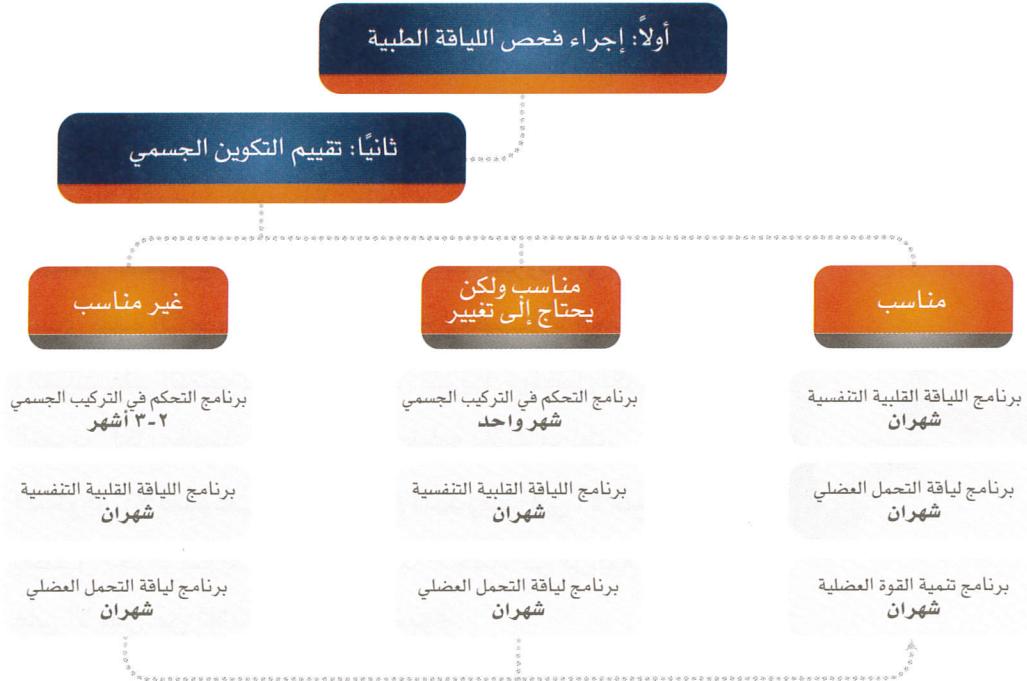 أولاً: إجراء فحص اللياقة الطبية
ثانيًا: تقييم التكوين الجسمي
مناسب
برنامج اللياقة القلبية التنفسية
شهران
برنامج لياقة التحمل العضلي
شهران
برنامج تنمية القوة العضلية
شهران
مناسب ولكن
يحتاج إلى تغيير
برنامج التحكم في التركيب الجسمي
شهر واحد
برنامج اللياقة القلبية التنفسية
شهران
برنامج لياقة التحمل العضلي
شهران
غير مناسب
برنامج التحكم في التركيب الجسمي
٢-٣ أشهر
برنامج اللياقة القلبية التنفسية
شهران
برنامج لياقة التحمل العضلي
شهران